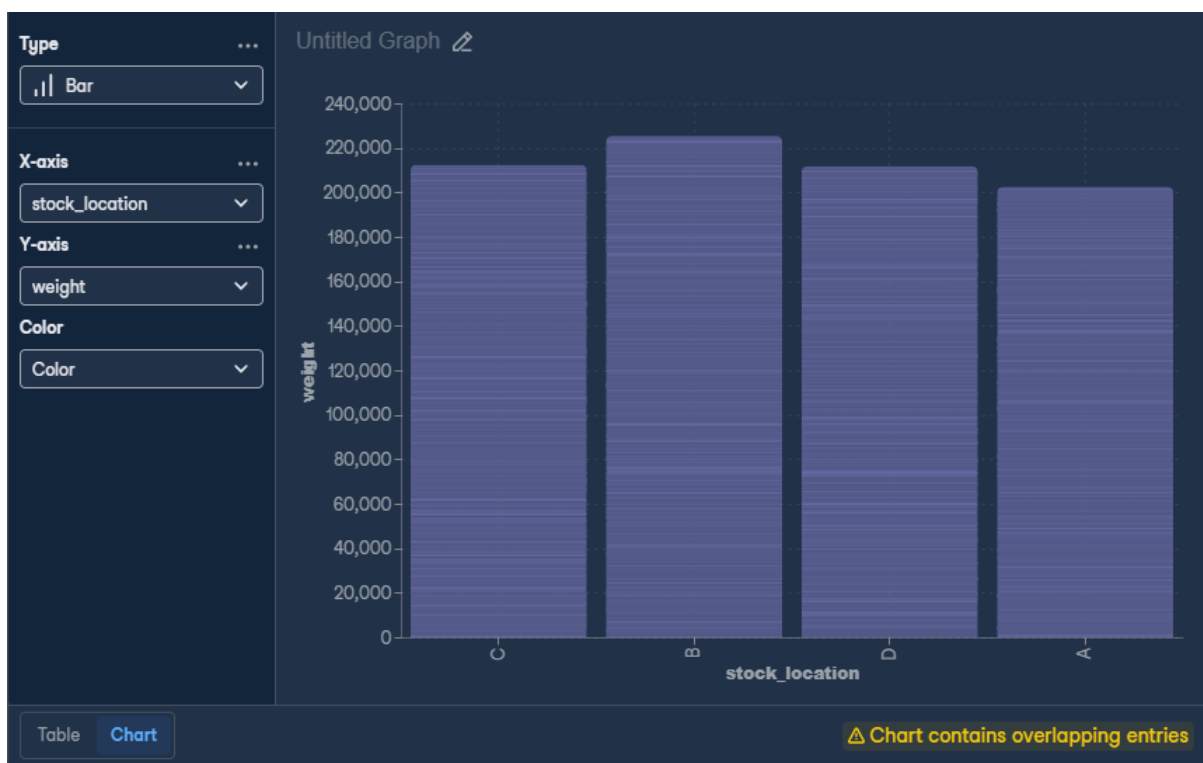 Type
Bar
X-axis
stock_location
Y-axis
weight
Color
Color
Untitled Graph
240,000
220,000
200,000
180,000
160,000
140,000
120,000
100,000
80,000
60,000
40,000
20,000
0
weight
C B D A
stock_location
Table Chart
Chart contains overlapping entries